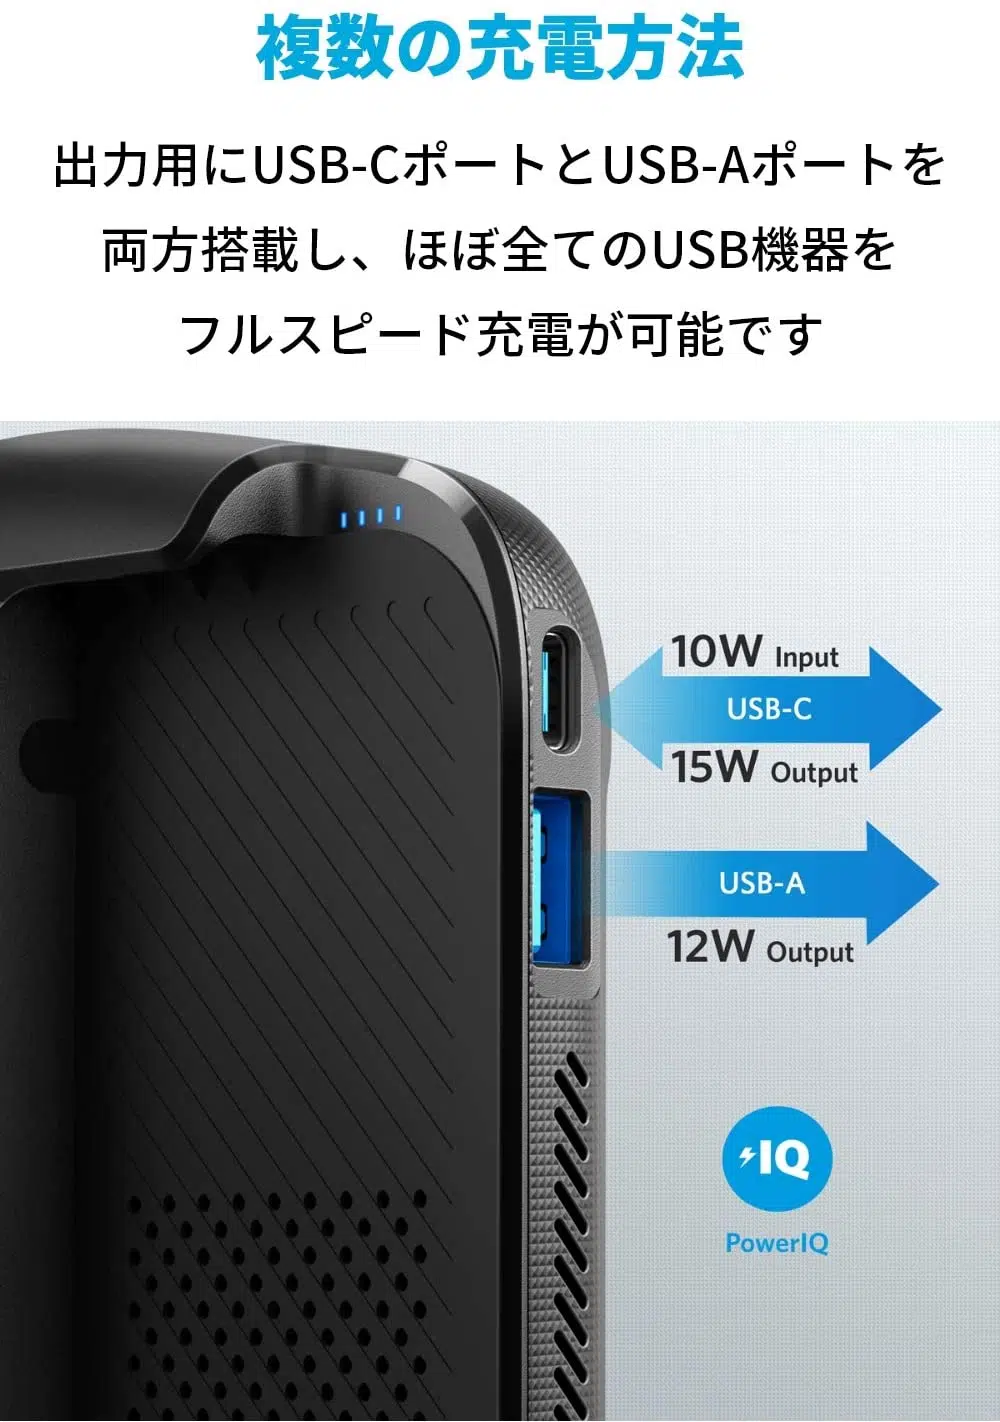 複数の充電方法
出力用にUSB-CポートとUSB-Aポートを
両方搭載し、ほぼ全てのUSB機器を
フルスピード充電が可能です
10W Input
USB-C
15W Output
USB-A
12W Output
IQ
PowerIQ